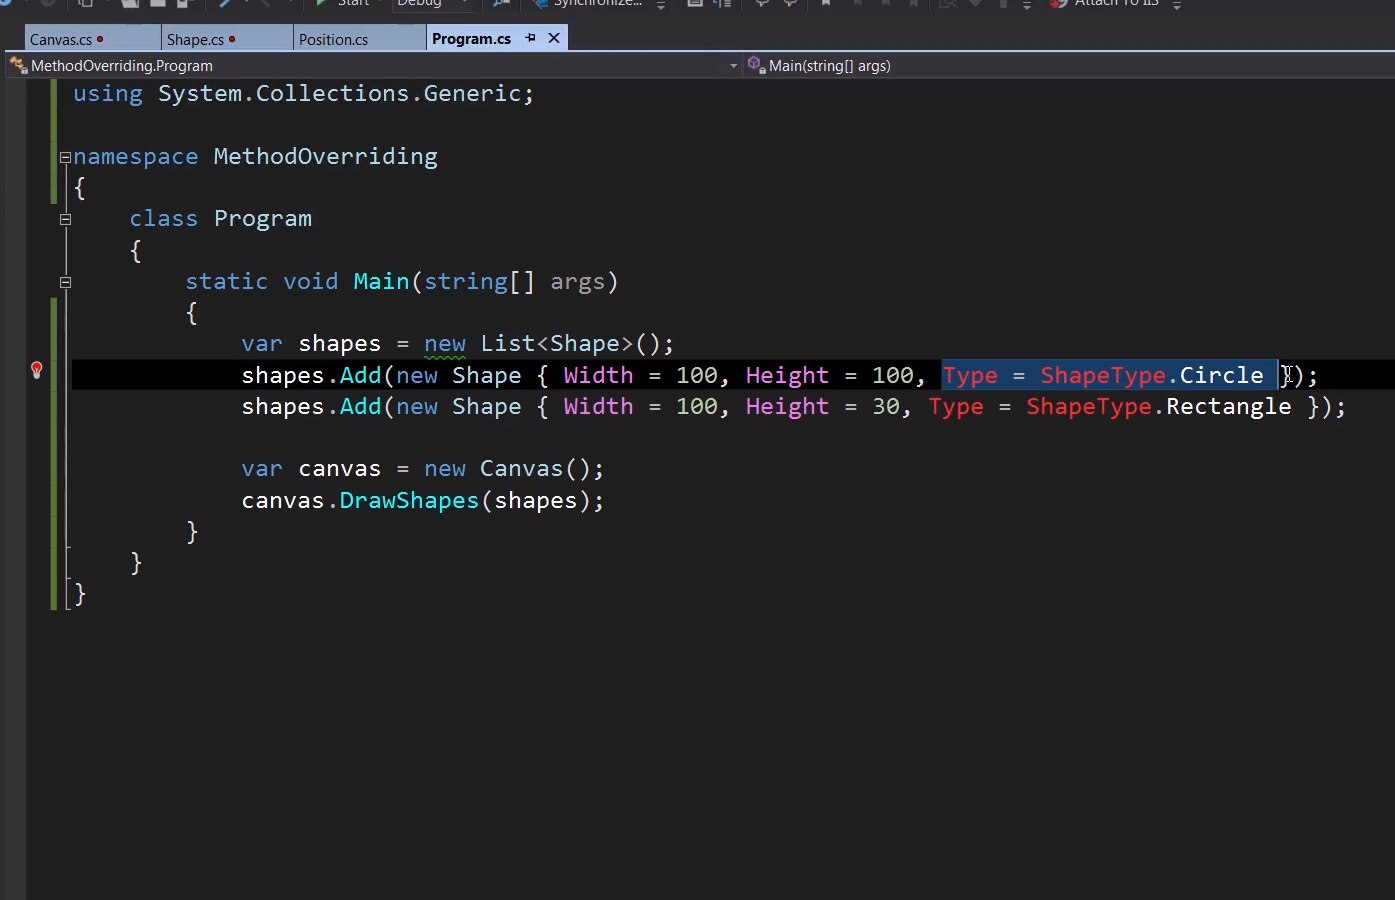 Start Debug Synchronize... Attach To IIS
Canvas.cs Shape.cs Position.cs Program.cs
MethodOverriding.Program Main(string[] args)
using System.Collections.Generic;
namespace MethodOverriding
{
class Program
{
static void Main(string[] args)
{
var shapes = new List<Shape>();
shapes.Add(new Shape { Width = 100, Height = 100, Type = ShapeType.Circle });
shapes.Add(new Shape { Width = 100, Height = 30, Type = ShapeType.Rectangle });
var canvas = new Canvas();
canvas.DrawShapes(shapes);
}
}
}